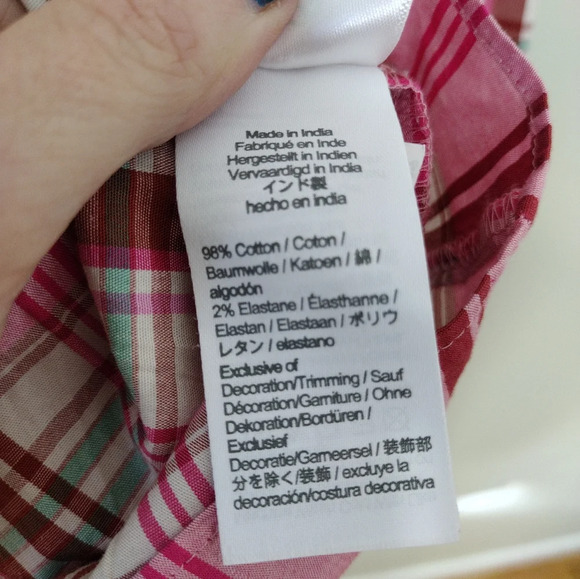 Made in India
Fabriqué en Inde
Hergestellt in Indien
Vervaardigd in India
インド製
hecho en india
98% Cotton / Coton /
Baumwolle / Katoen / 綿 /
algodón
2% Elastane / Élasthanne /
Elastan / Elastaan / ポリウ
レタン / elastano
Exclusive of
Decoration/Trimming / Sauf
Décoration/Garniture / Ohne
Dekoration/Bordüren /
Exclusief
Decoratie/Garneersel / 装飾部
分を除く/装飾 / excluye la
decoración/costura decorativa